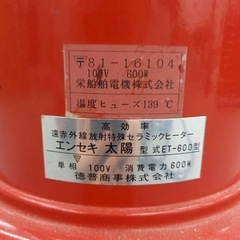 〒81-16104
100V 600W
栄船舶電機株式会社
温度ヒューズ139℃
高効率
遠赤外線放射特殊セラミックヒーター
エンセキ 太陽 型式ET-600型
単相 100V 消費電力600W
徳普商事株式会社